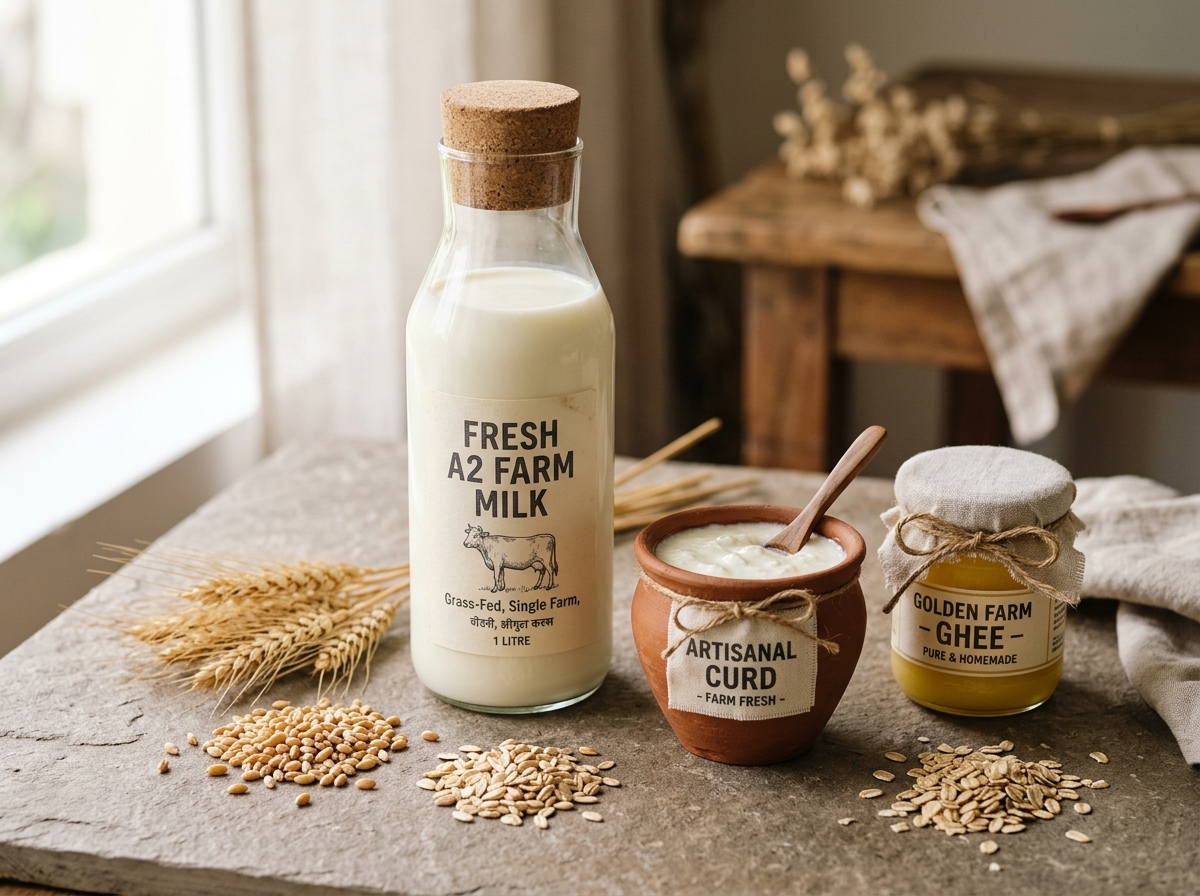 FRESH
A2 FARM
MILK
Grass-Fed, Single Farm,
1 LITRE
ARTISANAL
CURD
- FARM FRESH -
GOLDEN FARM
- GHEE -
PURE & HOMEMADE